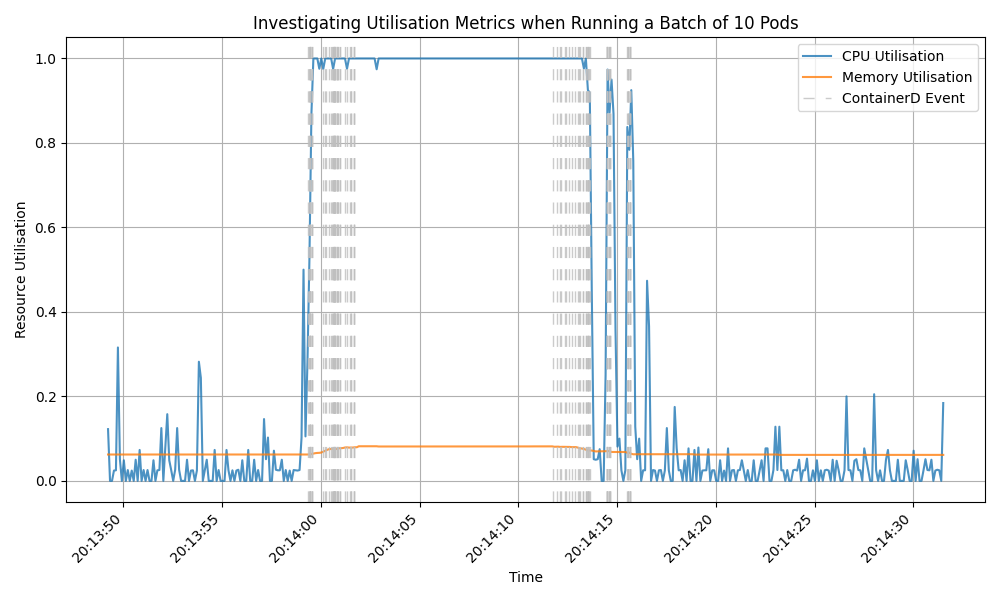 Investigating Utilisation Metrics when Running a Batch of 10 Pods
CPU Utilisation
Memory Utilisation
ContainerD Event
Resource Utilisation
1.0
0.8
0.6
0.4
0.2
0.0
20:13:50
20:13:55
20:14:00
20:14:05
20:14:10
20:14:15
20:14:20
20:14:25
20:14:30
Time